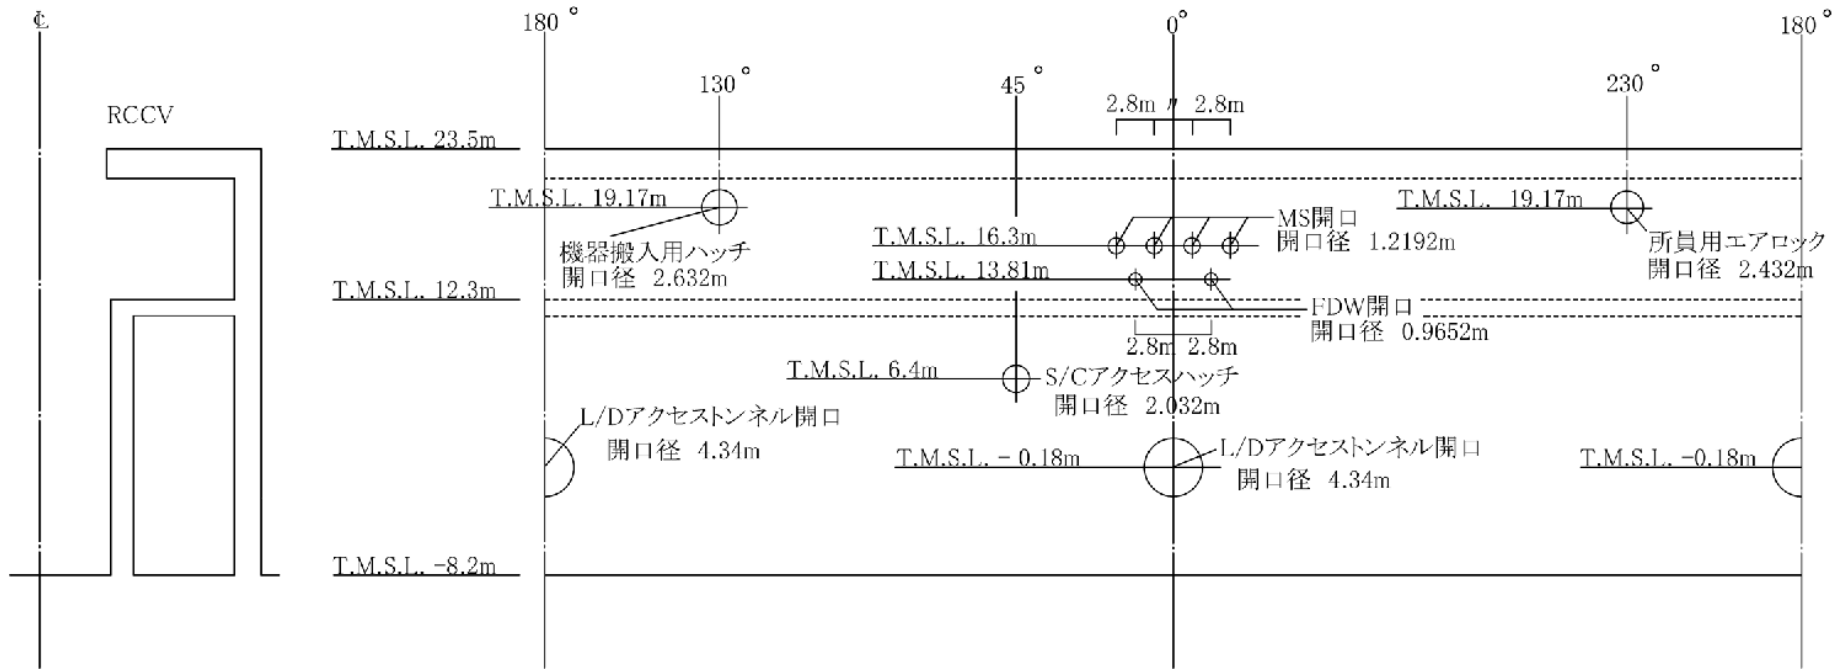 ℄
180°
0°
180°
130°
45°
230°
RCCV
2.8m 〃 2.8m
T.M.S.L. 23.5m
T.M.S.L. 19.17m
T.M.S.L. 19.17m
機器搬入用ハッチ
開口径 2.632m
T.M.S.L. 16.3m
MS開口
開口径 1.2192m
所員用エアロック
開口径 2.432m
T.M.S.L. 13.81m
T.M.S.L. 12.3m
FDW開口
開口径 0.9652m
2.8m 2.8m
T.M.S.L. 6.4m
S/Cアクセスハッチ
開口径 2.032m
L/Dアクセストンネル開口
開口径 4.34m
T.M.S.L. - 0.18m
L/Dアクセストンネル開口
開口径 4.34m
T.M.S.L. -0.18m
T.M.S.L. -8.2m